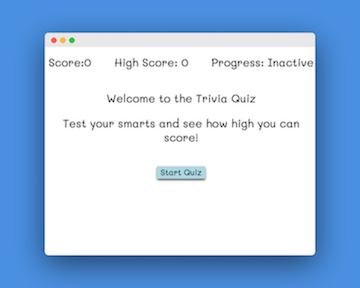 Score:0 High Score: 0 Progress: Inactive
Welcome to the Trivia Quiz
Test your smarts and see how high you can
score!
Start Quiz